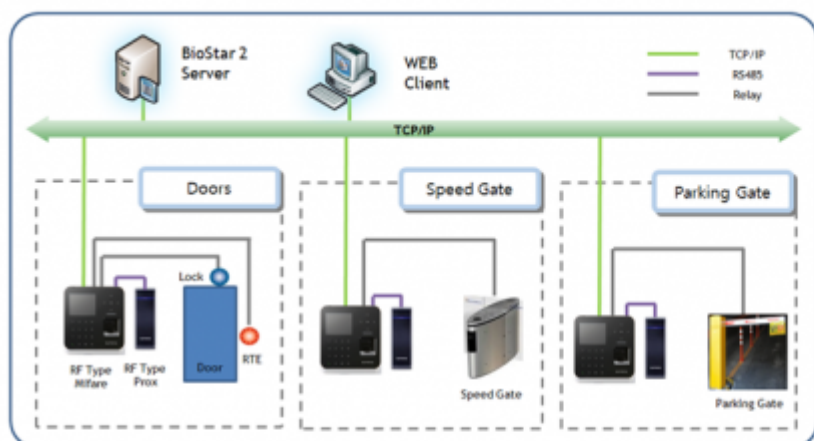 BioStar 2
Server
WEB
Client
TCP/IP
RS485
Relay
TCP/IP
Doors
Speed Gate
Parking Gate
Lock
RTE
RF Type
Mifare
RF Type
Prox
Door
Speed Gate
Parking Gate